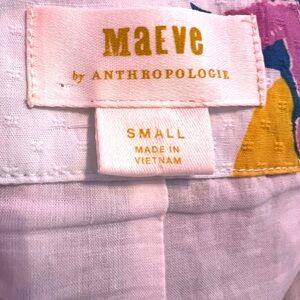 MaEVe
by ANTHROPOLOGIE
SMALL
MADE IN
VIETNAM